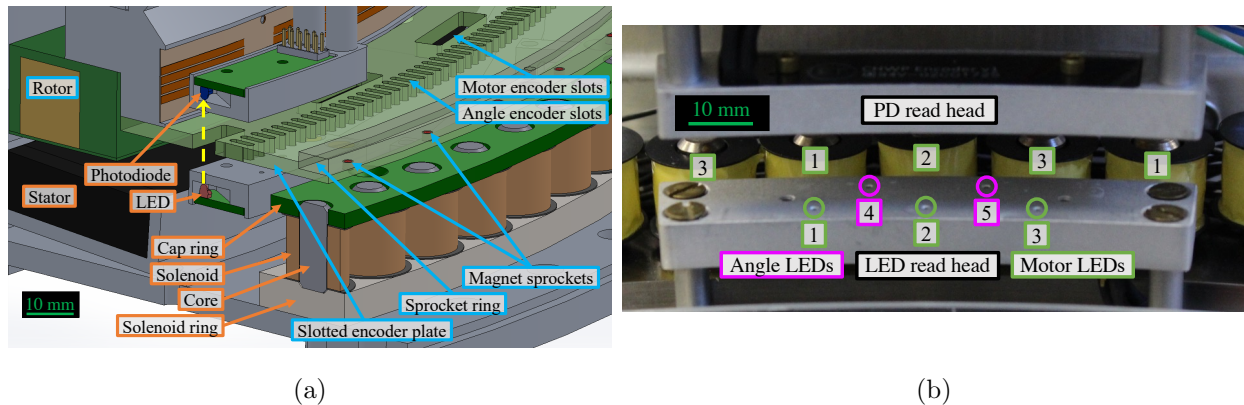 Rotor
Motor encoder slots
Angle encoder slots
Photodiode
Stator
LED
Cap ring
Solenoid
Core
Magnet sprockets
10 mm
Sprocket ring
Solenoid ring
Slotted encoder plate
(a)
10 mm
PD read head
3
1
2
3
1
4
5
1
2
3
Angle LEDs
LED read head
Motor LEDs
(b)